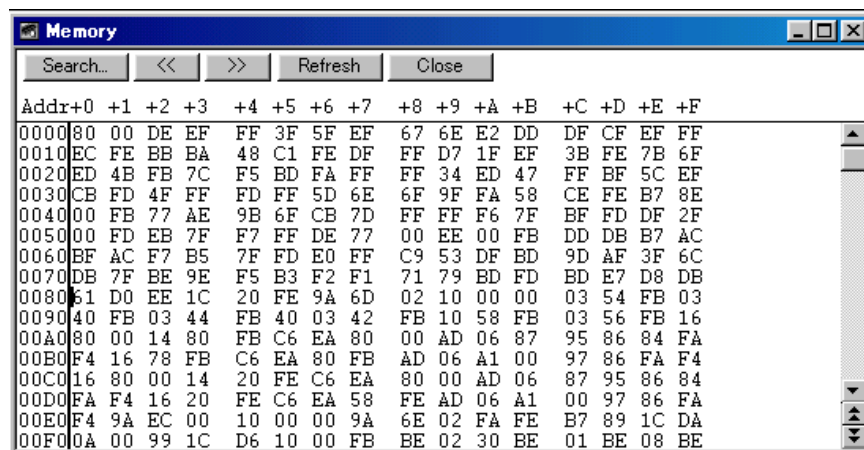 Memory
Search... << >> Refresh Close
Addr+0 +1 +2 +3 +4 +5 +6 +7 +8 +9 +A +B +C +D +E +F
0000 80 00 DE EF FF 3F 5F EF 67 6E E2 DD DF CF EF FF
0010 EC FE BB BA 48 C1 FE DF FF D7 1F EF 3B FE 7B 6F
0020 ED 4B FB 7C F5 BD FA FF FF 34 ED 47 FF BF 5C EF
0030 CB FD 4F FF FD FF 5D 6E 6F 9F FA 58 CE FE B7 8E
0040 00 FB 77 AE 9B 6F CB 7D FF FF F6 7F BF FD DF 2F
0050 00 FD EB 7F F7 FF DE 77 00 EE 00 FB DD DB B7 AC
0060 BF AC F7 B5 7F FD E0 FF C9 53 DF BD 9D AF 3F 6C
0070 DB 7F BE 9E F5 B3 F2 F1 71 79 BD FD BD E7 D8 DB
0080 61 D0 EE 1C 20 FE 9A 6D 02 10 00 00 03 54 FB 03
0090 40 FB 03 44 FB 40 03 42 FB 10 58 FB 03 56 FB 16
00A0 80 00 14 80 FB C6 EA 80 00 AD 06 87 95 86 84 FA
00B0 F4 16 78 FB C6 EA 80 FB AD 06 A1 00 97 86 FA F4
00C0 16 80 00 14 20 FE C6 EA 80 00 AD 06 87 95 86 84
00D0 FA F4 16 20 FE C6 EA 58 FE AD 06 A1 00 97 86 FA
00E0 F4 9A EC 00 10 00 00 9A 6E 02 FA FE B7 89 1C DA
00F0 0A 00 99 1C D6 10 00 FB BE 02 30 BE 01 BE 08 BE